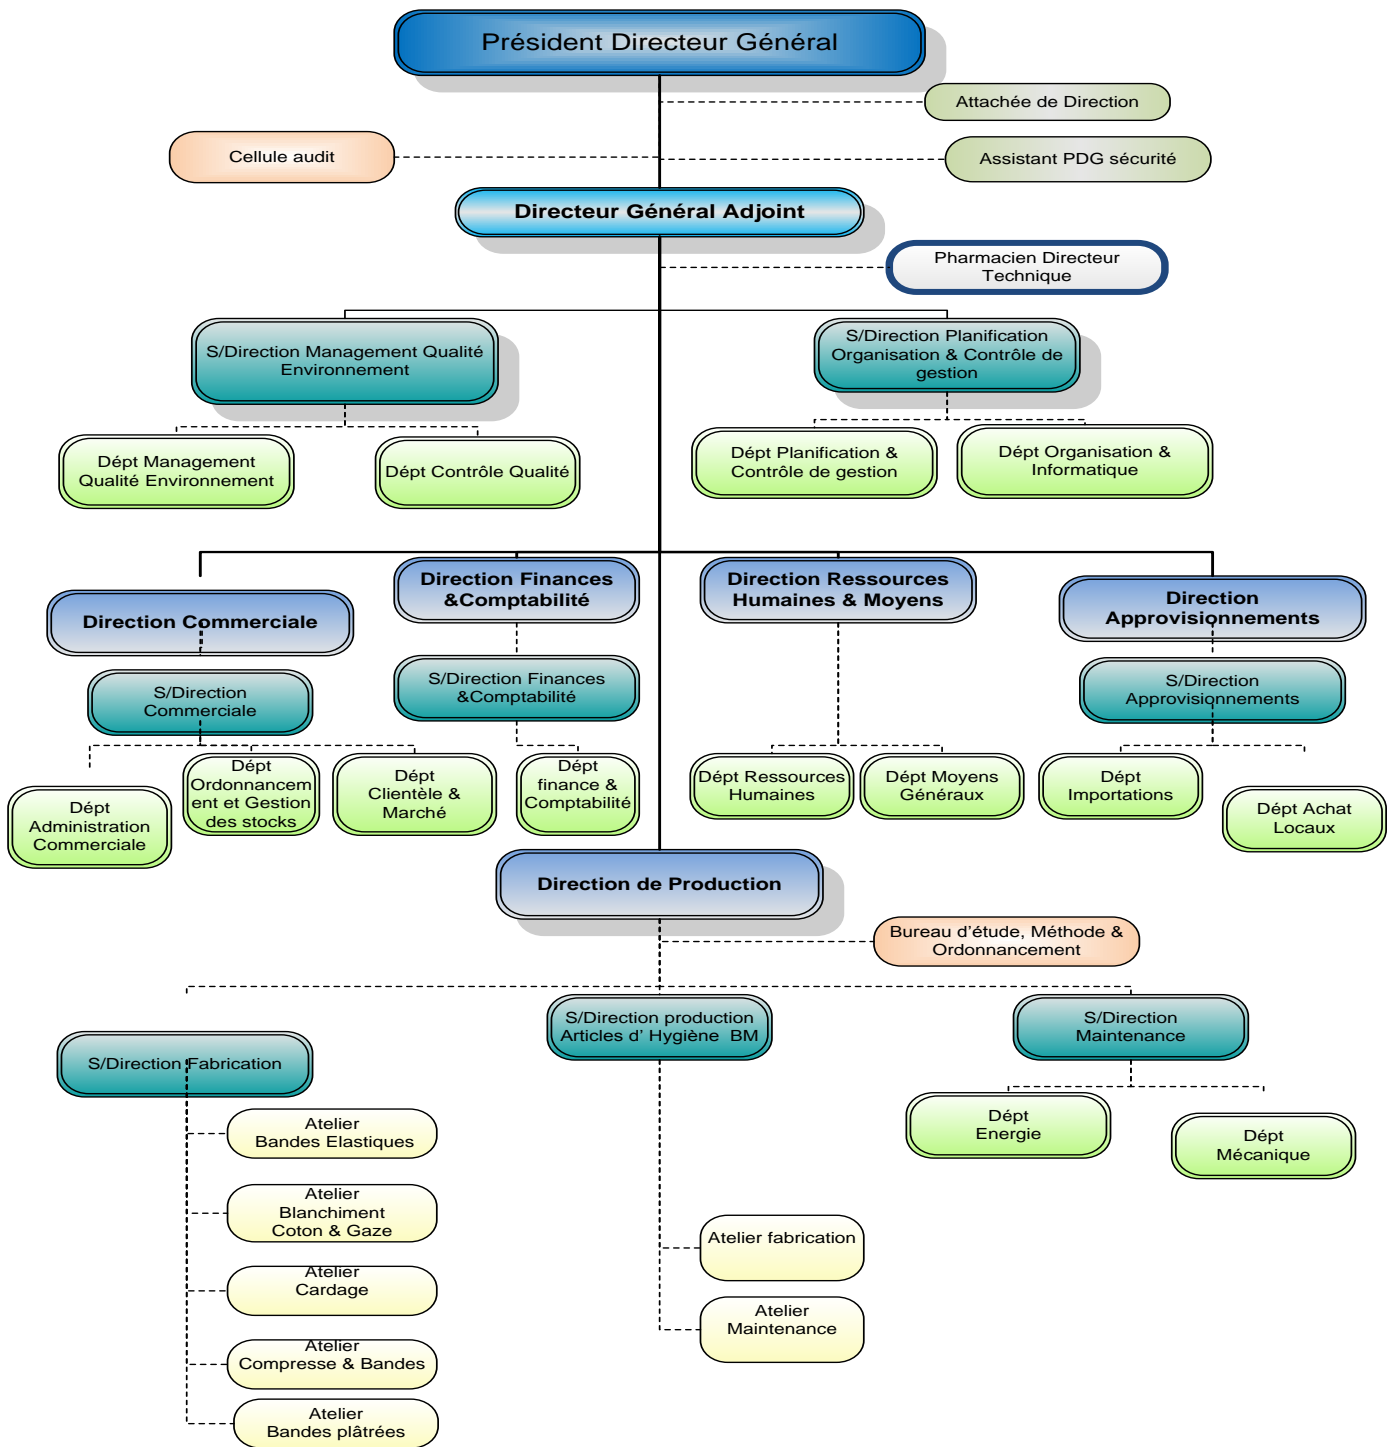 Président Directeur Général
Attachée de Direction
Cellule audit
Assistant PDG sécurité
Directeur Général Adjoint
Pharmacien Directeur
Technique
S/Direction Management Qualité
Environnement
S/Direction Planification
Organisation & Contrôle de
gestion
Dépt Management
Qualité Environnement
Dépt Contrôle Qualité
Dépt Planification &
Contrôle de gestion
Dépt Organisation &
Informatique
Direction Commerciale
Direction Finances
&Comptabilité
Direction Ressources
Humaines & Moyens
Direction
Approvisionnements
S/Direction
Commerciale
S/Direction Finances
&Comptabilité
S/Direction
Approvisionnements
Dépt
Administration
Commerciale
Dépt
Ordonnancem
ent et Gestion
des stocks
Dépt
Clientèle &
Marché
Dépt
finance &
Comptabilité
Dépt Ressources
Humaines
Dépt Moyens
Généraux
Dépt
Importations
Dépt Achat
Locaux
Direction de Production
Bureau d'étude, Méthode &
Ordonnancement
S/Direction Fabrication
S/Direction production
Articles d' Hygiène  BM
S/Direction
Maintenance
Dépt
Energie
Dépt
Mécanique
Atelier
Bandes Elastiques
Atelier
Blanchiment
Coton & Gaze
Atelier
Cardage
Atelier
Compresse & Bandes
Atelier
Bandes plâtrées
Atelier fabrication
Atelier
Maintenance